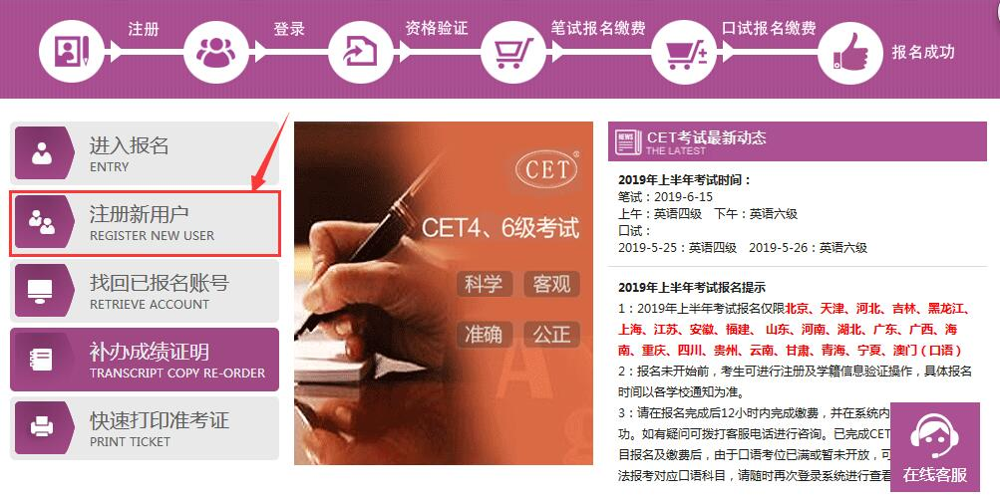 注册
登录
资格验证
笔试报名缴费
口试报名缴费
报名成功
进入报名
ENTRY
注册新用户
REGISTER NEW USER
找回已报名账号
RETRIEVE ACCOUNT
补办成绩证明
TRANSCRIPT COPY RE-ORDER
快速打印准考证
PRINT TICKET
CET®
CET4、6级考试
科学 客观
准确 公正
NEWS
CET考试最新动态
THE LATEST
2019年上半年考试时间：
笔试：2019-6-15
上午：英语四级 下午：英语六级
口试：
2019-5-25：英语四级 2019-5-26：英语六级
2019年上半年考试报名提示
1：2019年上半年考试报名仅限北京、天津、河北、吉林、黑龙江、
上海、江苏、安徽、福建、 山东、河南、湖北、广东、广西、海
南、重庆、四川、贵州、云南、甘肃、青海、宁夏、澳门（口语）
2：报名未开始前，考生可进行注册及学籍信息验证操作，具体报名
时间以各学校通知为准。
3：请在报名完成后12小时内完成缴费，并在系统内
功。如有疑问可拨打客服电话进行咨询。已完成CET
目报名及缴费后，由于口语考位已满或暂未开放，可
法报考对应口语科目，请随时再次登录系统进行查看
在线客服